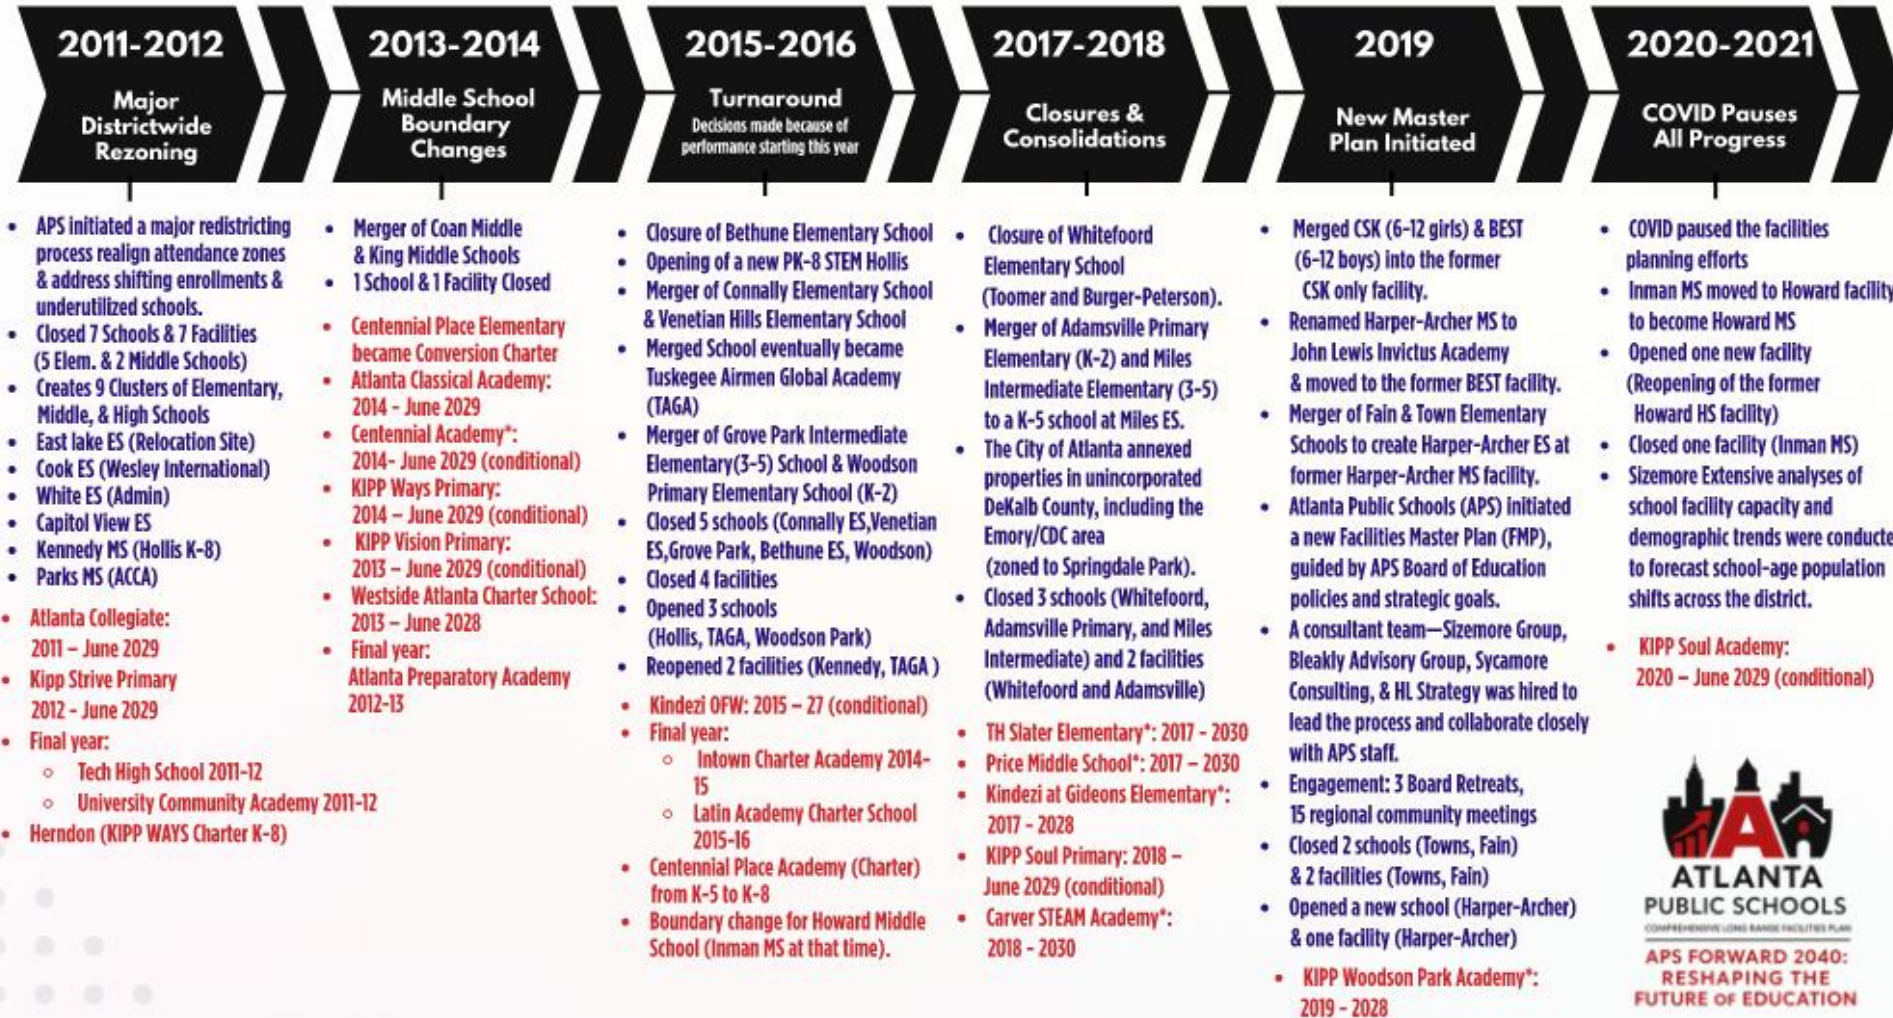 2011-2012
Major
Districtwide
Rezoning
APS initiated a major redistricting
process realign attendance zones
& address shifting enrollments &
underutilized schools.
Closed 7 Schools & 7 Facilities
(5 Elem. & 2 Middle Schools)
Creates 9 Clusters of Elementary,
Middle, & High Schools
East lake ES (Relocation Site)
Cook ES (Wesley International)
White ES (Admin)
Capitol View ES
Kennedy MS (Hollis K-8)
Parks MS (ACCA)
Atlanta Collegiate:
2011 – June 2029
Kipp Strive Primary
2012 - June 2029
Final year:
Tech High School 2011-12
University Community Academy 2011-12
Herndon (KIPP WAYS Charter K-8)
2013-2014
Middle School
Boundary
Changes
Merger of Coan Middle
& King Middle Schools
1 School & 1 Facility Closed
Centennial Place Elementary
became Conversion Charter
Atlanta Classical Academy:
2014 - June 2029
Centennial Academy*:
2014- June 2029 (conditional)
KIPP Ways Primary:
2014 – June 2029 (conditional)
KIPP Vision Primary:
2013 – June 2029 (conditional)
Westside Atlanta Charter School:
2013 – June 2028
Final year:
Atlanta Preparatory Academy
2012-13
2015-2016
Turnaround
Decisions made because of
performance starting this year
Closure of Bethune Elementary School
Opening of a new PK-8 STEM Hollis
Merger of Connally Elementary School
& Venetian Hills Elementary School
Merged School eventually became
Tuskegee Airmen Global Academy
(TAGA)
Merger of Grove Park Intermediate
Elementary(3-5) School & Woodson
Primary Elementary School (K-2)
Closed 5 schools (Connally ES,Venetian
ES,Grove Park, Bethune ES, Woodson)
Closed 4 facilities
Opened 3 schools
(Hollis, TAGA, Woodson Park)
Reopened 2 facilities (Kennedy, TAGA )
Kindezi OFW: 2015 – 27 (conditional)
Final year:
Intown Charter Academy 2014-
15
Latin Academy Charter School
2015-16
Centennial Place Academy (Charter)
from K-5 to K-8
Boundary change for Howard Middle
School (Inman MS at that time).
2017-2018
Closures &
Consolidations
Closure of Whitefoord
Elementary School
(Toomer and Burger-Peterson).
Merger of Adamsville Primary
Elementary (K-2) and Miles
Intermediate Elementary (3-5)
to a K-5 school at Miles ES.
The City of Atlanta annexed
properties in unincorporated
DeKalb County, including the
Emory/CDC area
(zoned to Springdale Park).
Closed 3 schools (Whitefoord,
Adamsville Primary, and Miles
Intermediate) and 2 facilities
(Whitefoord and Adamsville)
TH Slater Elementary*: 2017 - 2030
Price Middle School*: 2017 – 2030
Kindezi at Gideons Elementary*:
2017 - 2028
KIPP Soul Primary: 2018 –
June 2029 (conditional)
Carver STEAM Academy*:
2018 - 2030
2019
New Master
Plan Initiated
Merged CSK (6-12 girls) & BEST
(6-12 boys) into the former
CSK only facility.
Renamed Harper-Archer MS to
John Lewis Invictus Academy
& moved to the former BEST facility.
Merger of Fain & Town Elementary
Schools to create Harper-Archer ES at
former Harper-Archer MS facility.
Atlanta Public Schools (APS) initiated
a new Facilities Master Plan (FMP),
guided by APS Board of Education
policies and strategic goals.
A consultant team—Sizemore Group,
Bleakly Advisory Group, Sycamore
Consulting, & HL Strategy was hired to
lead the process and collaborate closely
with APS staff.
Engagement: 3 Board Retreats,
15 regional community meetings
Closed 2 schools (Towns, Fain)
& 2 facilities (Towns, Fain)
Opened a new school (Harper-Archer)
& one facility (Harper-Archer)
KIPP Woodson Park Academy*:
2019 - 2028
2020-2021
COVID Pauses
All Progress
COVID paused the facilities
planning efforts
Inman MS moved to Howard facility
to become Howard MS
Opened one new facility
(Reopening of the former
Howard HS facility)
Closed one facility (Inman MS)
Sizemore Extensive analyses of
school facility capacity and
demographic trends were conducte
to forecast school-age population
shifts across the district.
KIPP Soul Academy:
2020 – June 2029 (conditional)
A
ATLANTA
PUBLIC SCHOOLS
COMPREHENSIVE LONG RANGE FACILITIES PLAN
APS FORWARD 2040:
RESHAPING THE
FUTURE OF EDUCATION